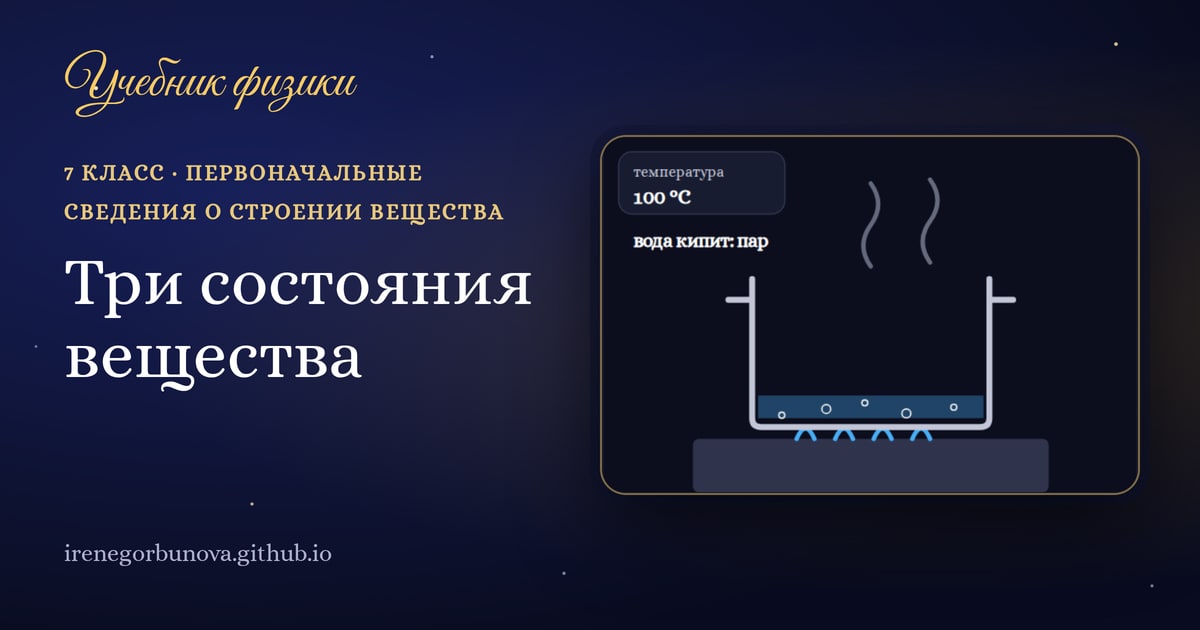 Учебник физики
7 КЛАСС · ПЕРВОНАЧАЛЬНЫЕ
СВЕДЕНИЯ О СТРОЕНИИ ВЕЩЕСТВА
Три состояния
вещества
irenegorbunova.github.io
температура
100 °C
вода кипит: пар